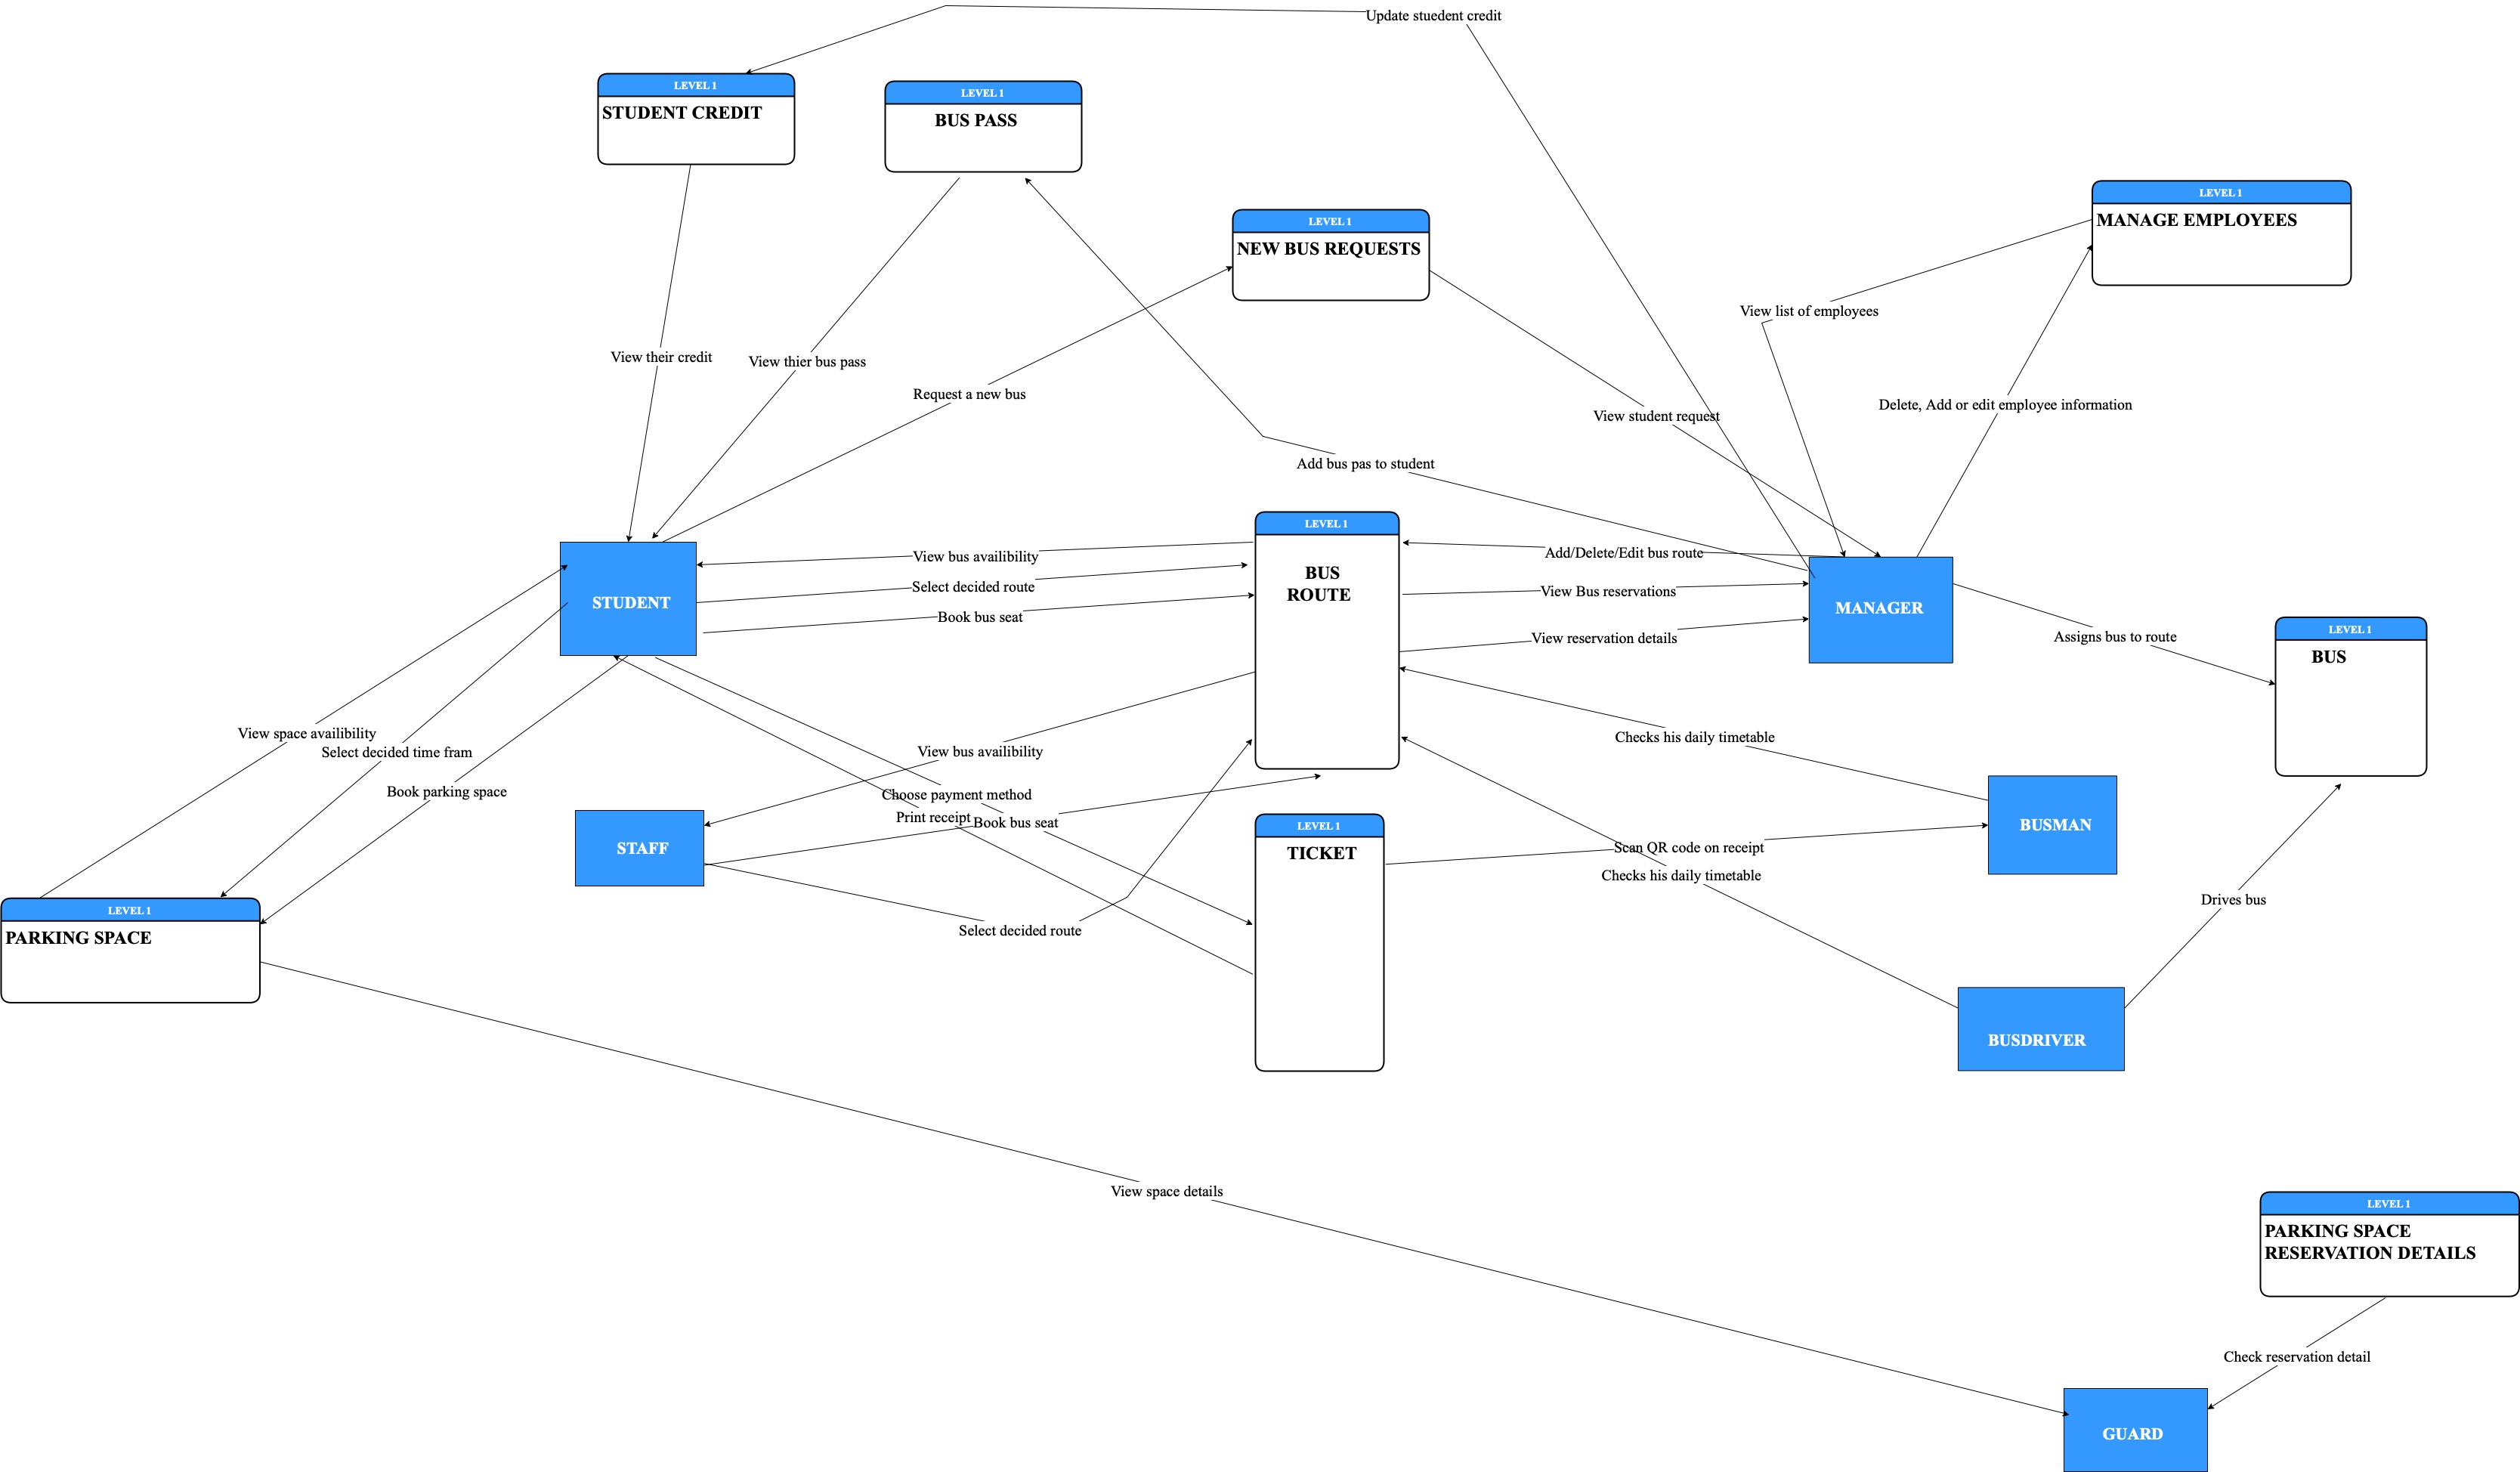 Update stuedent credit
LEVEL 1
STUDENT CREDIT
LEVEL 1
BUS PASS
LEVEL 1
MANAGE EMPLOYEES
LEVEL 1
NEW BUS REQUESTS
View list of employees
View their credit
View thier bus pass
Request a new bus
Delete, Add or edit employee information
View student request
Add bus pas to student
LEVEL 1
BUS
ROUTE
View bus availibility
Add/Delete/Edit bus route
Select decided route
View Bus reservations
STUDENT
MANAGER
Book bus seat
View reservation details
Assigns bus to route
LEVEL 1
BUS
View space availibility
Select decided time fram
Book parking space
View bus availibility
Checks his daily timetable
Choose payment method
Print receipt
Book bus seat
LEVEL 1
TICKET
BUSMAN
STAFF
Scan QR code on receipt
Checks his daily timetable
Drives bus
LEVEL 1
PARKING SPACE
Select decided route
BUSDRIVER
View space details
LEVEL 1
PARKING SPACE
RESERVATION DETAILS
Check reservation detail
GUARD